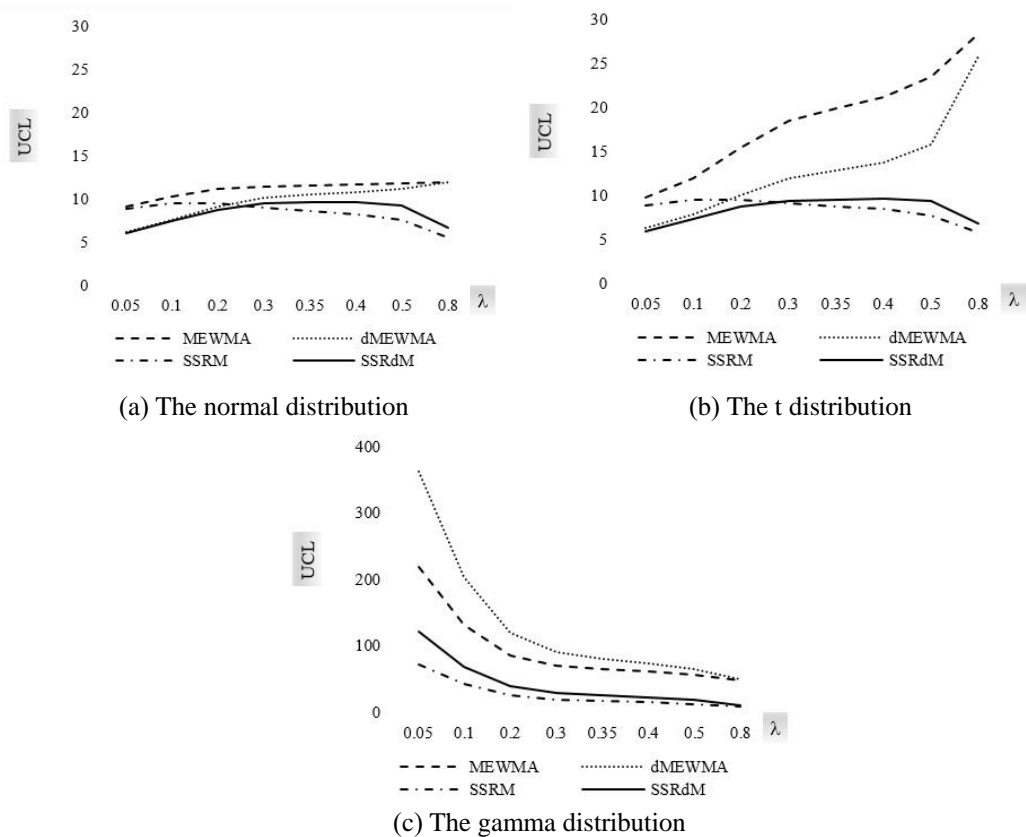 30
25
20
15
10
5
0
UCL
0.05 0.1 0.2 0.3 0.35 0.4 0.5 0.8 λ
MEWMA dMEWMA
SSRM SSRdM
(a) The normal distribution
30
25
20
15
10
5
0
UCL
0.05 0.1 0.2 0.3 0.35 0.4 0.5 0.8 λ
MEWMA dMEWMA
SSRM SSRdM
(b) The t distribution
400
300
200
100
0
UCL
0.05 0.1 0.2 0.3 0.35 0.4 0.5 0.8 λ
MEWMA dMEWMA
SSRM SSRdM
(c) The gamma distribution